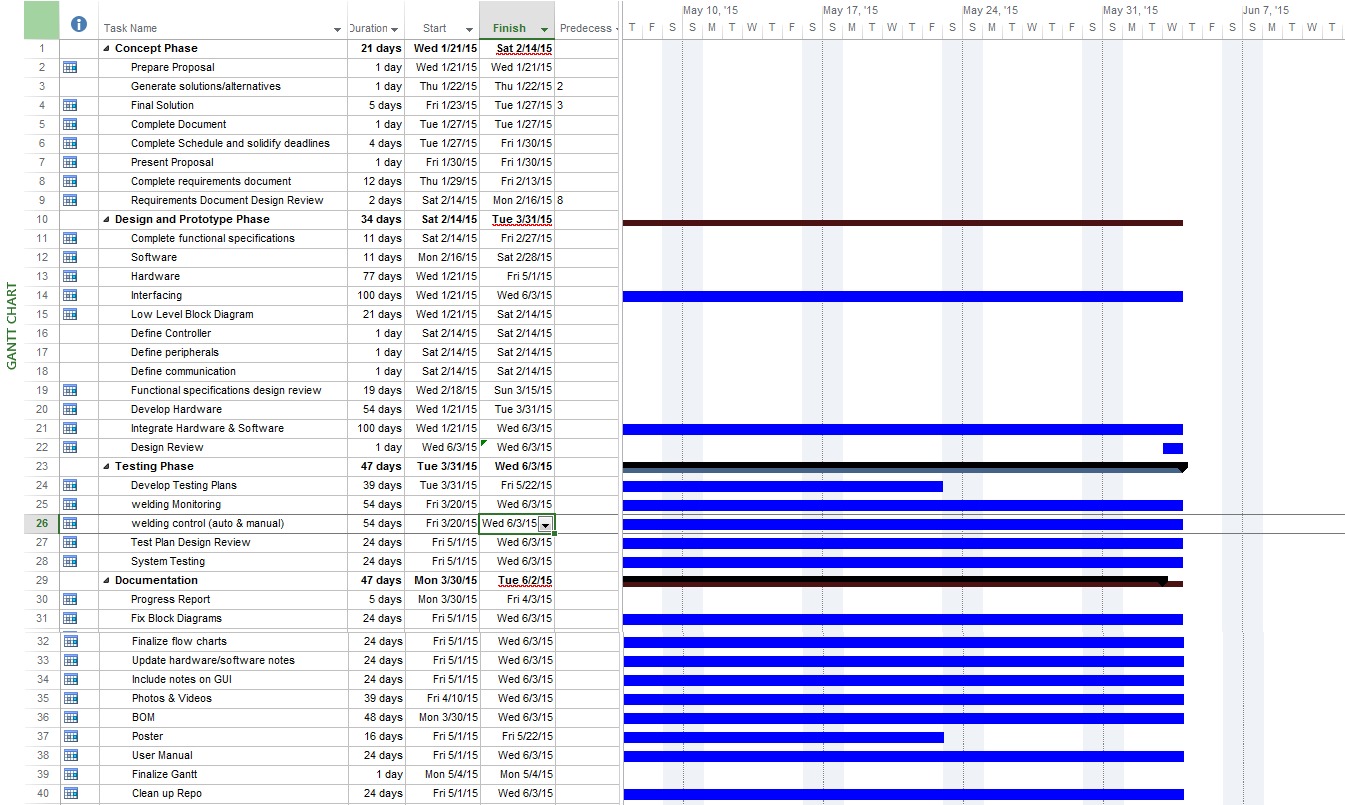 May 10, '15 May 17, '15 May 24, '15 May 31, '15 Jun 7, '15
Task Name Duration Start Finish Predecess T F S S M T W T F S S M T W T F S S M T W T F S S M T W T F S S M T W T
1 Concept Phase 21 days Wed 1/21/15 Sat 2/14/15
2 Prepare Proposal 1 day Wed 1/21/15 Wed 1/21/15
3 Generate solutions/alternatives 1 day Thu 1/22/15 Thu 1/22/15 2
4 Final Solution 5 days Fri 1/23/15 Tue 1/27/15 3
5 Complete Document 1 day Tue 1/27/15 Tue 1/27/15
6 Complete Schedule and solidify deadlines 4 days Tue 1/27/15 Fri 1/30/15
7 Present Proposal 1 day Fri 1/30/15 Fri 1/30/15
8 Complete requirements document 12 days Thu 1/29/15 Fri 2/13/15
9 Requirements Document Design Review 2 days Sat 2/14/15 Mon 2/16/15 8
10 Design and Prototype Phase 34 days Sat 2/14/15 Tue 3/31/15
11 Complete functional specifications 11 days Sat 2/14/15 Fri 2/27/15
12 Software 11 days Mon 2/16/15 Sat 2/28/15
13 Hardware 77 days Wed 1/21/15 Fri 5/1/15
14 Interfacing 100 days Wed 1/21/15 Wed 6/3/15
15 Low Level Block Diagram 21 days Wed 1/21/15 Sat 2/14/15
16 Define Controller 1 day Sat 2/14/15 Sat 2/14/15
17 Define peripherals 1 day Sat 2/14/15 Sat 2/14/15
18 Define communication 1 day Sat 2/14/15 Sat 2/14/15
19 Functional specifications design review 19 days Wed 2/18/15 Sun 3/15/15
20 Develop Hardware 54 days Wed 1/21/15 Tue 3/31/15
21 Integrate Hardware & Software 100 days Wed 1/21/15 Wed 6/3/15
22 Design Review 1 day Wed 6/3/15 Wed 6/3/15
23 Testing Phase 47 days Tue 3/31/15 Wed 6/3/15
24 Develop Testing Plans 39 days Tue 3/31/15 Fri 5/22/15
25 welding Monitoring 54 days Fri 3/20/15 Wed 6/3/15
26 welding control (auto & manual) 54 days Fri 3/20/15 Wed 6/3/15
27 Test Plan Design Review 24 days Fri 5/1/15 Wed 6/3/15
28 System Testing 24 days Fri 5/1/15 Wed 6/3/15
29 Documentation 47 days Mon 3/30/15 Tue 6/2/15
30 Progress Report 5 days Mon 3/30/15 Fri 4/3/15
31 Fix Block Diagrams 24 days Fri 5/1/15 Wed 6/3/15
32 Finalize flow charts 24 days Fri 5/1/15 Wed 6/3/15
33 Update hardware/software notes 24 days Fri 5/1/15 Wed 6/3/15
34 Include notes on GUI 24 days Fri 5/1/15 Wed 6/3/15
35 Photos & Videos 39 days Fri 4/10/15 Wed 6/3/15
36 BOM 48 days Mon 3/30/15 Wed 6/3/15
37 Poster 16 days Fri 5/1/15 Fri 5/22/15
38 User Manual 24 days Fri 5/1/15 Wed 6/3/15
39 Finalize Gantt 1 day Mon 5/4/15 Mon 5/4/15
40 Clean up Repo 24 days Fri 5/1/15 Wed 6/3/15
GANTT CHART